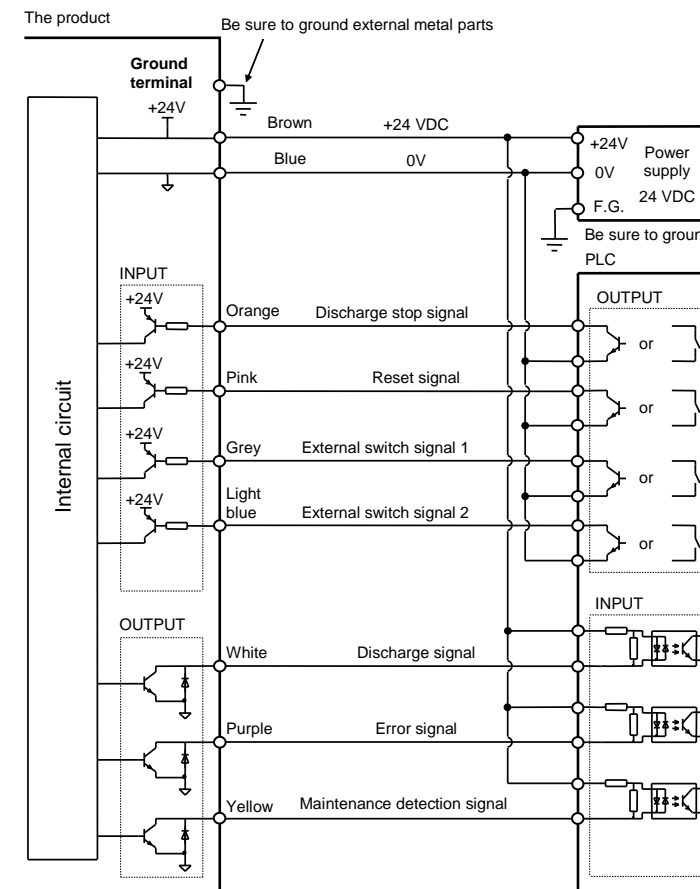 The product
Be sure to ground external metal parts
Ground
terminal
+24V
Brown
+24 VDC
+24V
Power
supply
24 VDC
Blue
0V
0V
F.G.
Be sure to groun
PLC
INPUT
OUTPUT
+24V
Orange
Discharge stop signal
or
+24V
Pink
Reset signal
or
+24V
Grey
External switch signal 1
or
+24V
Light
blue
External switch signal 2
or
Internal circuit
INPUT
OUTPUT
White
Discharge signal
Purple
Error signal
Yellow
Maintenance detection signal